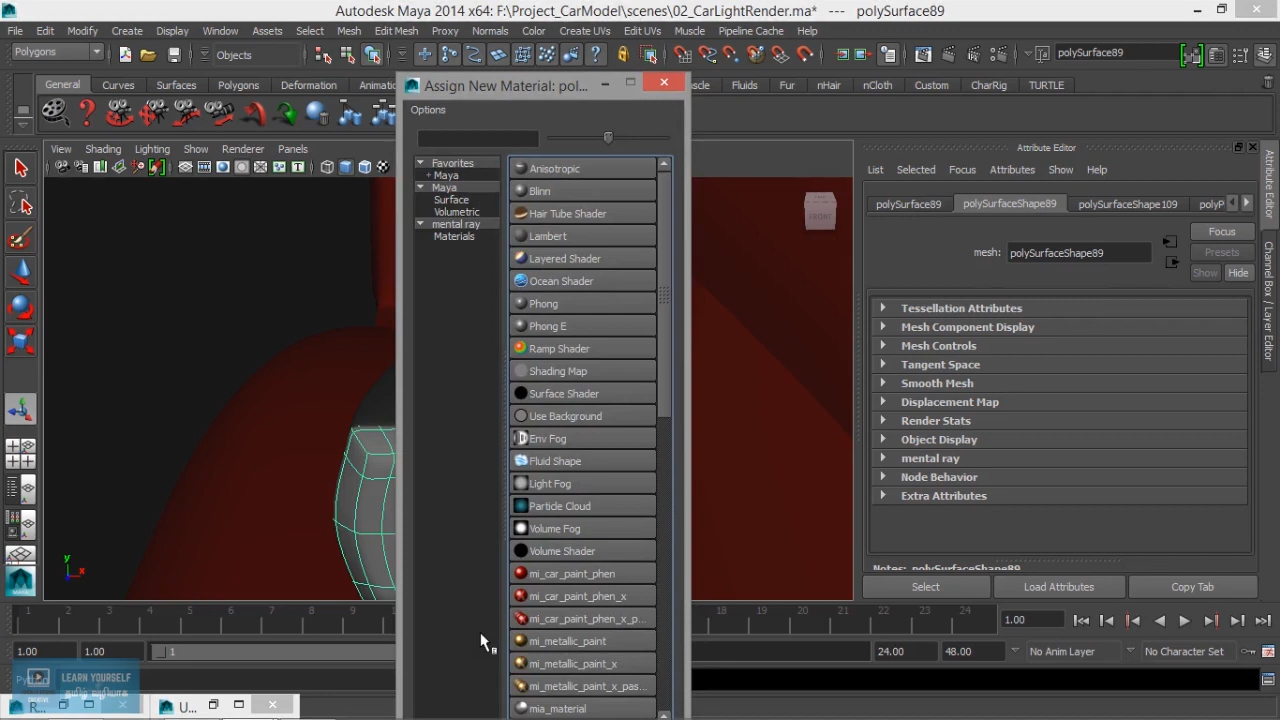 Autodesk Maya 2014 x64: F:\Project_CarModel\scenes\02_CarLightRender.ma* --- polySurface89
File Edit Modify Create Display Window Assets Select Mesh Edit Mesh Proxy Normals Color Create UVs Edit UVs Muscle Pipeline Cache Help
Polygons
Objects
polySurface89
General Curves Surfaces Polygons Deformation Animati
scle Fluids Fur nHair nCloth Custom CharRig TURTLE
Assign New Material: pol...
Options
View Shading Lighting Show Renderer Panels
Favorites
+ Maya
Maya
Surface
Volumetric
mental ray
Materials
Anisotropic
Blinn
Hair Tube Shader
Lambert
Layered Shader
Ocean Shader
Phong
Phong E
Ramp Shader
Shading Map
Surface Shader
Use Background
Env Fog
Fluid Shape
Light Fog
Particle Cloud
Volume Fog
Volume Shader
mi_car_paint_phen
mi_car_paint_phen_x
mi_car_paint_phen_x_p...
mi_metallic_paint
mi_metallic_paint_x
mi_metallic_paint_x_pas...
mia_material
FRONT
y
x
Attribute Editor
List Selected Focus Attributes Show Help
polySurface89 polySurfaceShape89 polySurfaceShape109 polyP
Focus
mesh: polySurfaceShape89
Presets
Show Hide
Tessellation Attributes
Mesh Component Display
Mesh Controls
Tangent Space
Smooth Mesh
Displacement Map
Render Stats
Object Display
mental ray
Node Behavior
Extra Attributes
Notes: polySurfaceShape89
Select Load Attributes Copy Tab
Attribute Editor
Channel Box / Layer Editor
1 2 3 4 5 6 7 8 18 19 20 21 22 23 24
1.00
1.00 1.00 1 24.00 48.00 No Anim Layer No Character Set
Python
LEARN YOURSELF
தமிழ் வழியாக
CREATIVE
R... U...